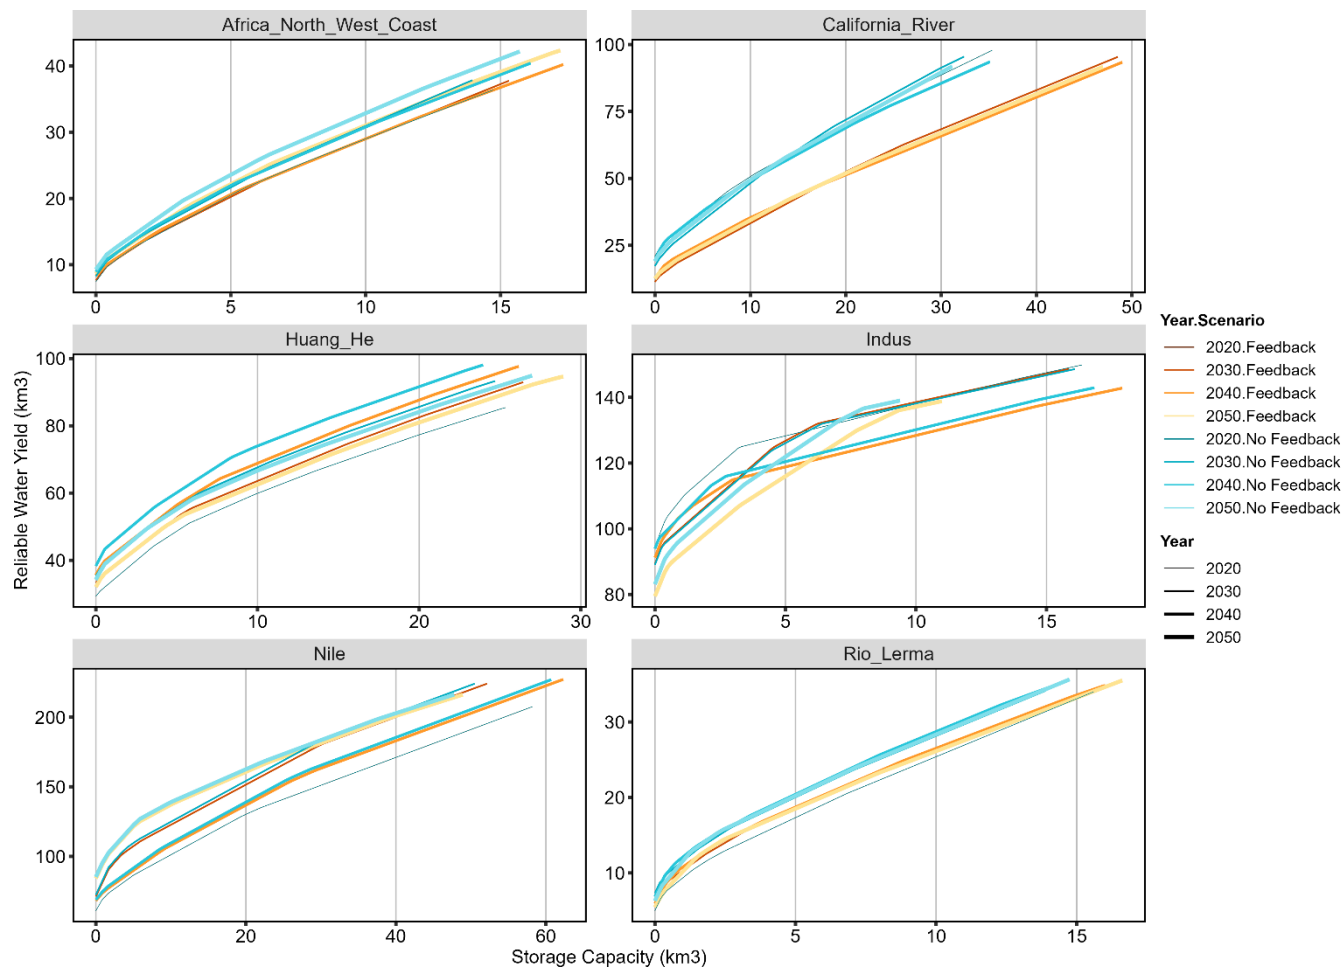 Africa_North_West_Coast
California_River
40
30
20
10
0
5
10
15
100
75
50
25
0
10
20
30
40
50
Huang_He
Indus
100
80
60
40
0
10
20
30
140
120
100
80
0
5
10
15
Nile
Rio_Lerma
200
150
100
0
20
40
60
30
20
10
0
5
10
15
Reliable Water Yield (km3)
Storage Capacity (km3)
Year.Scenario
2020.Feedback
2030.Feedback
2040.Feedback
2050.Feedback
2020.No Feedback
2030.No Feedback
2040.No Feedback
2050.No Feedback
Year
2020
2030
2040
2050